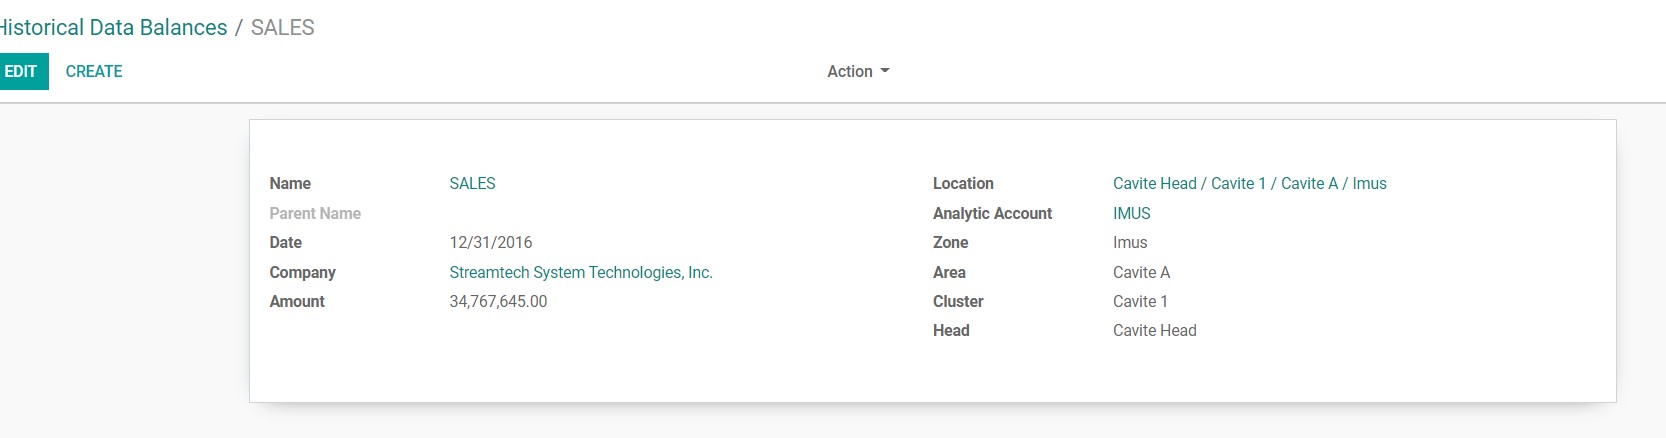 Historical Data Balances / SALES
EDIT CREATE Action
Name SALES
Parent Name
Date 12/31/2016
Company Streamtech System Technologies, Inc.
Amount 34,767,645.00
Location Cavite Head / Cavite 1 / Cavite A / Imus
Analytic Account IMUS
Zone Imus
Area Cavite A
Cluster Cavite 1
Head Cavite Head